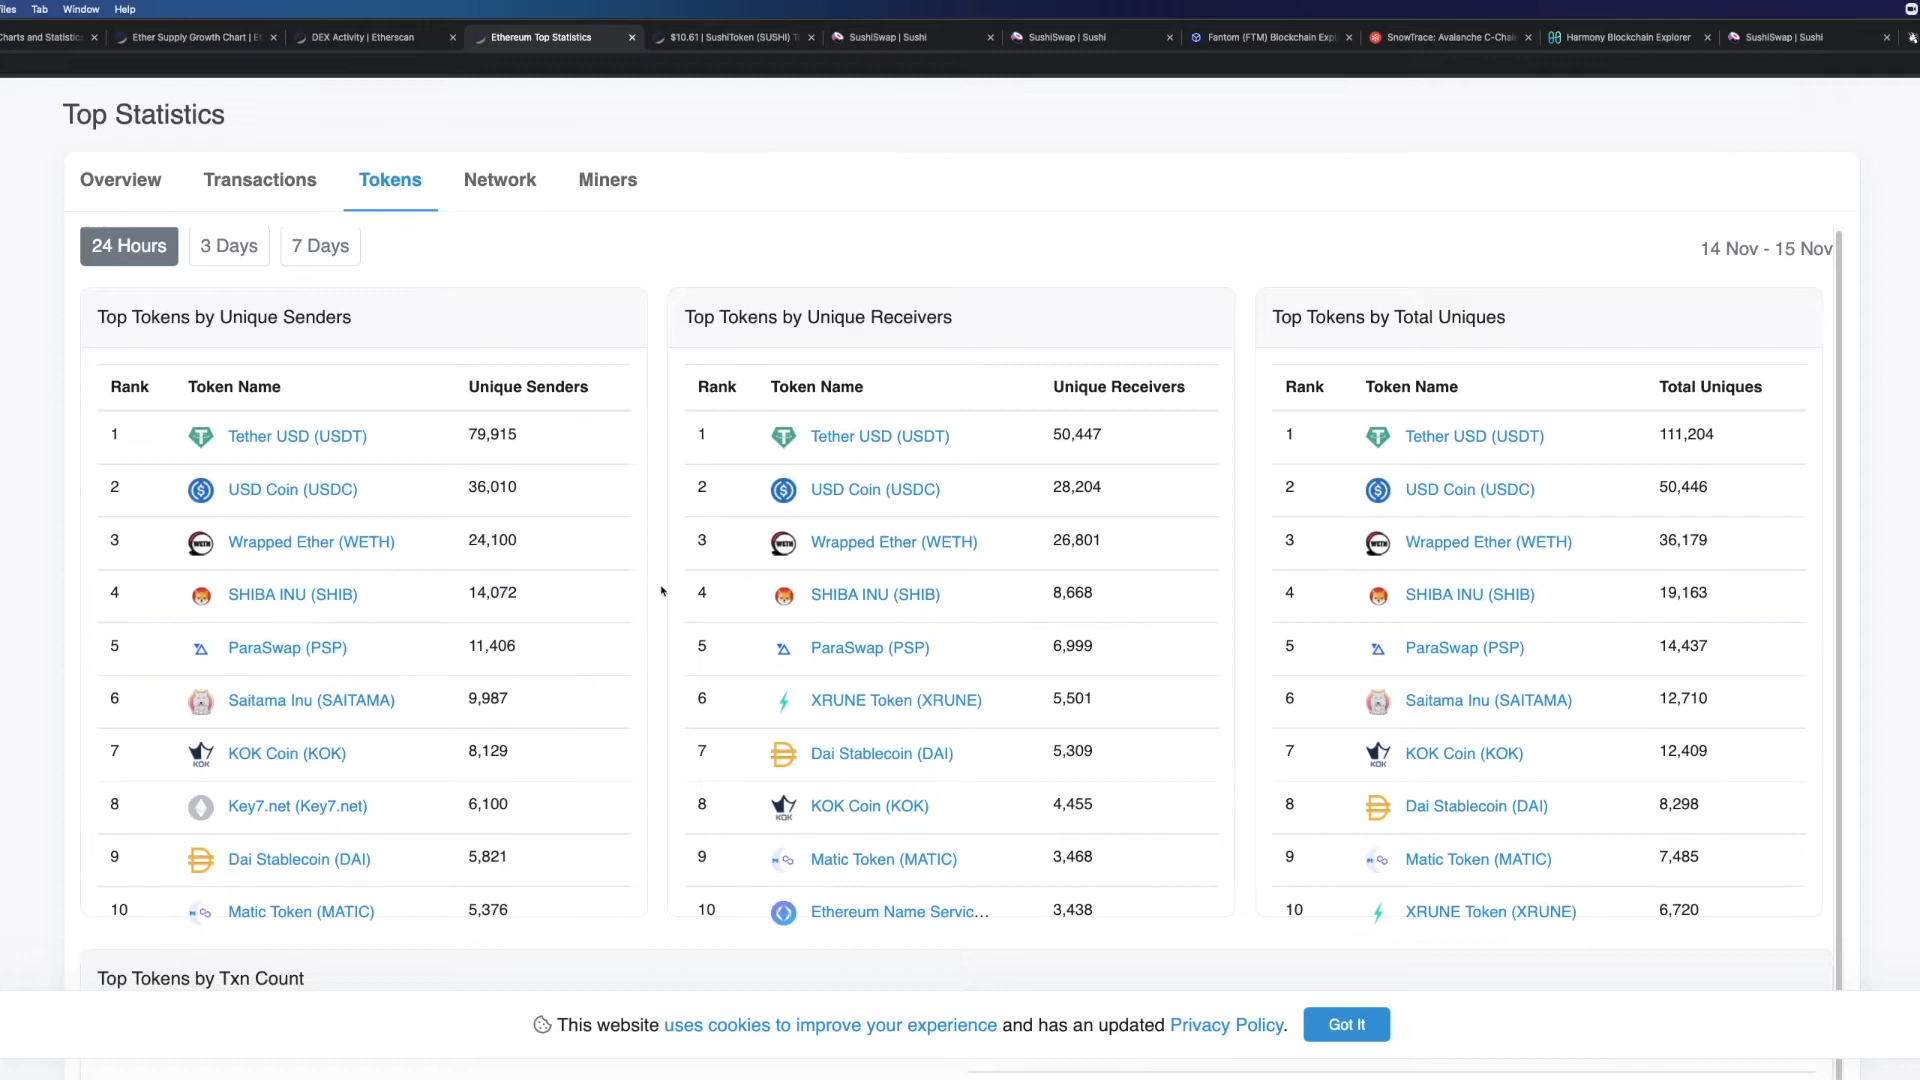 iles Tab Window Help
Charts and Statistics Ether Supply Growth Chart | Et DEX Activity | Etherscan Ethereum Top Statistics $10.61 | SushiToken (SUSHI) T SushiSwap | Sushi SushiSwap | Sushi Fantom (FTM) Blockchain Expl SnowTrace: Avalanche C-Chai Harmony Blockchain Explorer SushiSwap | Sushi
Top Statistics
Overview Transactions Tokens Network Miners
24 Hours 3 Days 7 Days 14 Nov - 15 Nov
Top Tokens by Unique Senders
Rank Token Name Unique Senders
1 Tether USD (USDT) 79,915
2 USD Coin (USDC) 36,010
3 WETH Wrapped Ether (WETH) 24,100
4 SHIBA INU (SHIB) 14,072
5 ParaSwap (PSP) 11,406
6 Saitama Inu (SAITAMA) 9,987
7 KOK KOK Coin (KOK) 8,129
8 Key7.net (Key7.net) 6,100
9 Dai Stablecoin (DAI) 5,821
10 Matic Token (MATIC) 5,376
Top Tokens by Unique Receivers
Rank Token Name Unique Receivers
1 Tether USD (USDT) 50,447
2 USD Coin (USDC) 28,204
3 WETH Wrapped Ether (WETH) 26,801
4 SHIBA INU (SHIB) 8,668
5 ParaSwap (PSP) 6,999
6 XRUNE Token (XRUNE) 5,501
7 Dai Stablecoin (DAI) 5,309
8 KOK KOK Coin (KOK) 4,455
9 Matic Token (MATIC) 3,468
10 Ethereum Name Servic... 3,438
Top Tokens by Total Uniques
Rank Token Name Total Uniques
1 Tether USD (USDT) 111,204
2 USD Coin (USDC) 50,446
3 WETH Wrapped Ether (WETH) 36,179
4 SHIBA INU (SHIB) 19,163
5 ParaSwap (PSP) 14,437
6 Saitama Inu (SAITAMA) 12,710
7 KOK KOK Coin (KOK) 12,409
8 Dai Stablecoin (DAI) 8,298
9 Matic Token (MATIC) 7,485
10 XRUNE Token (XRUNE) 6,720
Top Tokens by Txn Count
This website uses cookies to improve your experience and has an updated Privacy Policy. Got It